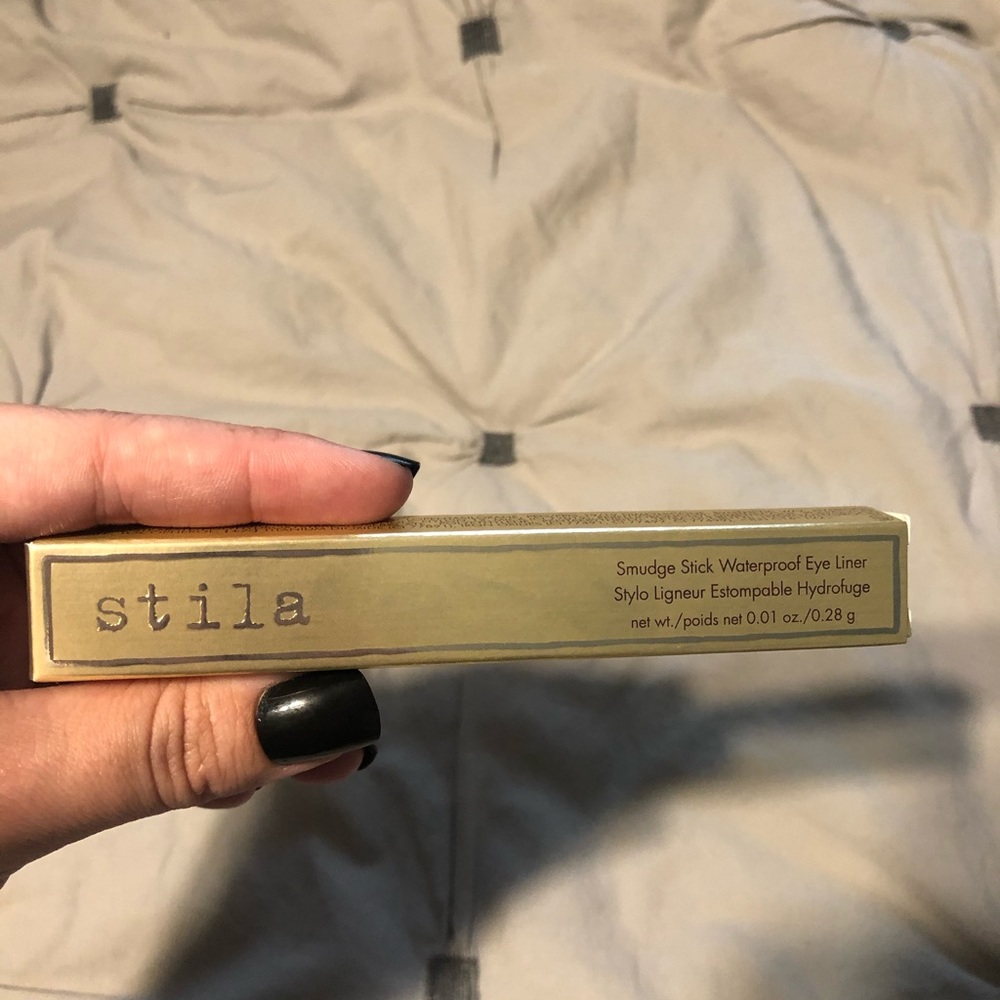 stila
Smudge Stick Waterproof Eye Liner
Stylo Ligneur Estompable Hydrofuge
net wt./poids net 0.01 oz./0.28 g